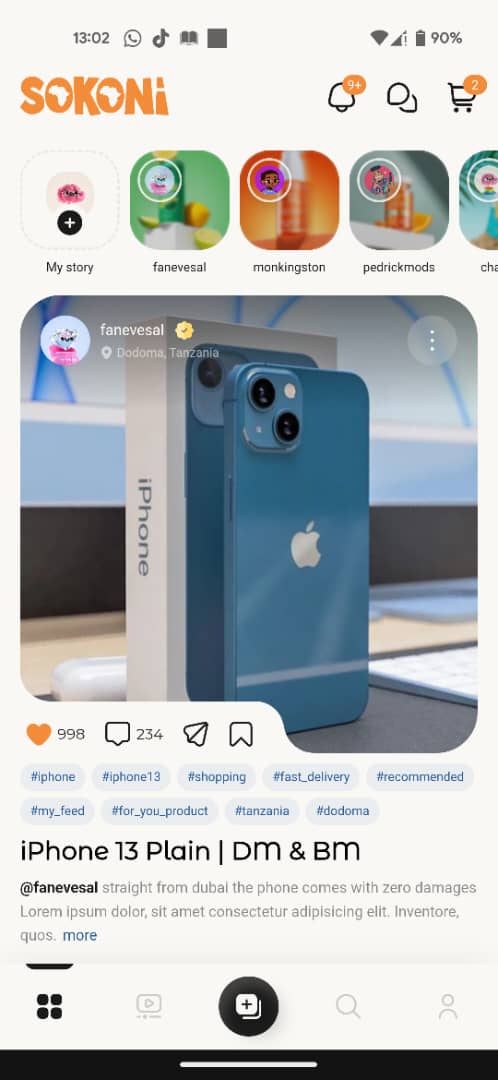 13:02
90%
SOKONi
9+
2
My story
fanevesal
monkingston
pedrickmods
cha
fanevesal
Dodoma, Tanzania
iPhone
998
234
#iphone
#iphone13
#shopping
#fast_delivery
#recommended
#my_feed
#for_you_product
#tanzania
#dodoma
iPhone 13 Plain | DM & BM
@fanevesal straight from dubai the phone comes with zero damages
Lorem ipsum dolor, sit amet consectetur adipisicing elit. Inventore,
quos. more